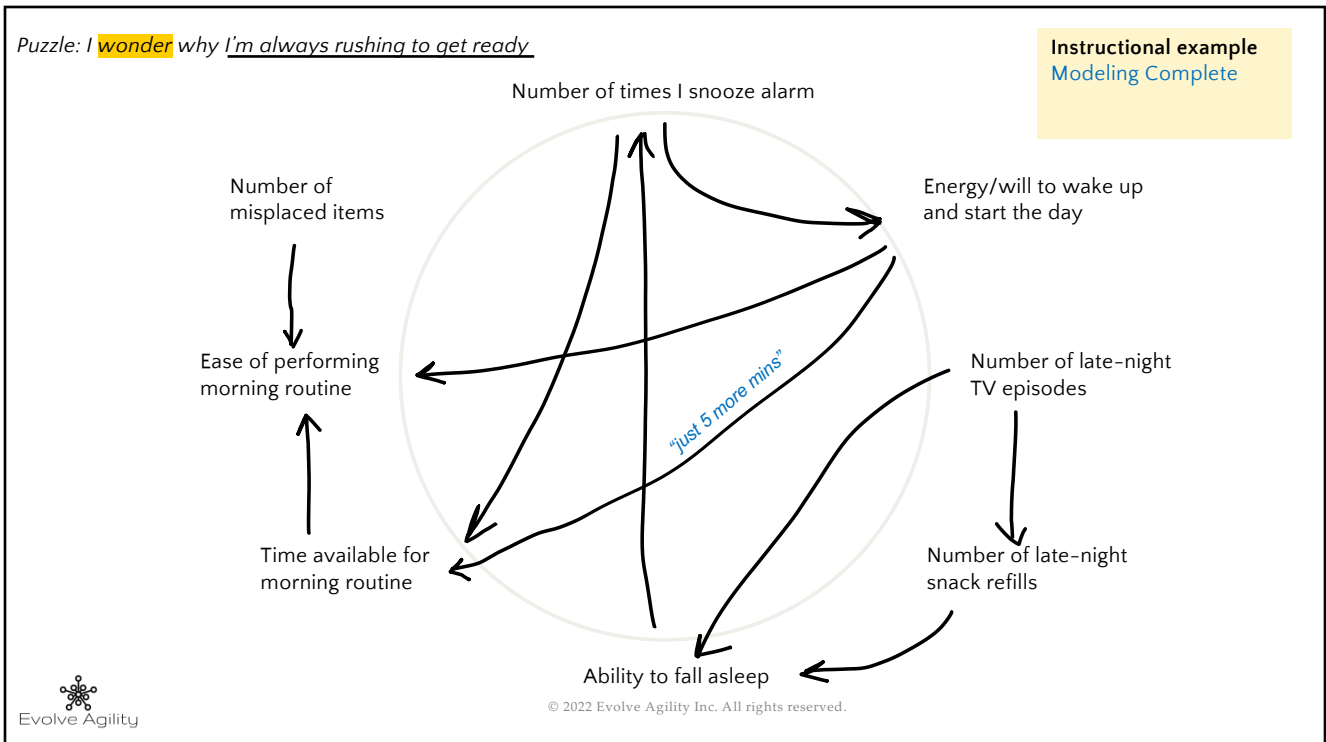 Puzzle: I wonder why I'm always rushing to get ready
Instructional example
Modeling Complete
Number of times I snooze alarm
Number of
misplaced items
Energy/will to wake up
and start the day
Ease of performing
morning routine
"just 5 more mins"
Number of late-night
TV episodes
Time available for
morning routine
Number of late-night
snack refills
Ability to fall asleep
Evolve Agility
© 2022 Evolve Agility Inc. All rights reserved.